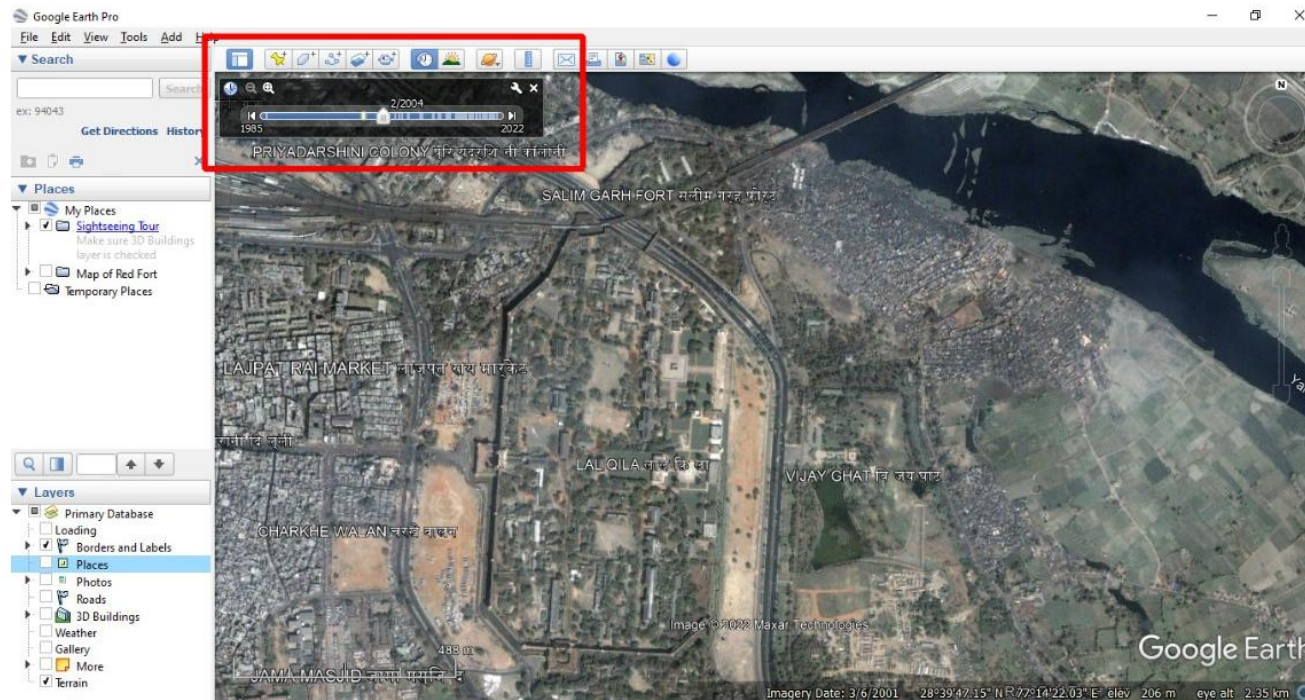 Google Earth Pro
File Edit View Tools Add Help
Search
Search
ex: 94043
Get Directions History
Places
My Places
Sightseeing Tour
Make sure 3D Buildings
layer is checked
Map of Red Fort
Temporary Places
Layers
Primary Database
Loading
Borders and Labels
Places
Photos
Roads
3D Buildings
Weather
Gallery
More
Terrain
2/2004
1985 2022
N
PRIYADARSHINI COLONY
SALIM GARH FORT
LAJPAT RAI MARKET
LAL QILA
VIJAY GHAT
CHARKHE WALAN
JAMA MASJID
488 m
Image © 2022 Maxar Technologies
Google Earth
Imagery Date: 3/6/2001 28°39'47.15" N 77°14'22.03" E elev 206 m eye alt 2.35 km